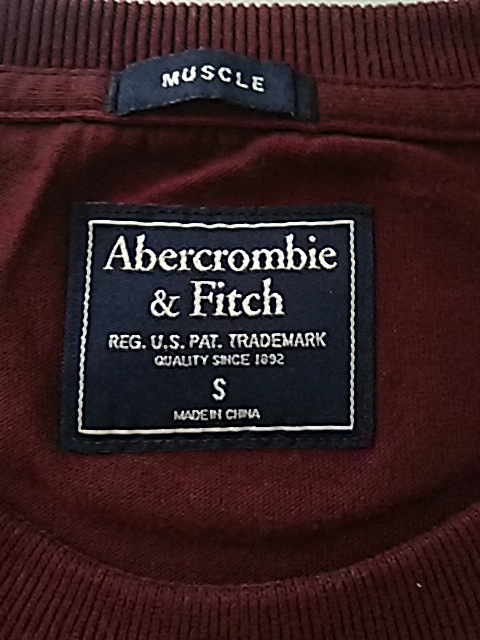 MUSCLE
Abercrombie
& Fitch
REG. U.S. PAT. TRADEMARK
QUALITY SINCE 1892
S
MADE IN CHINA